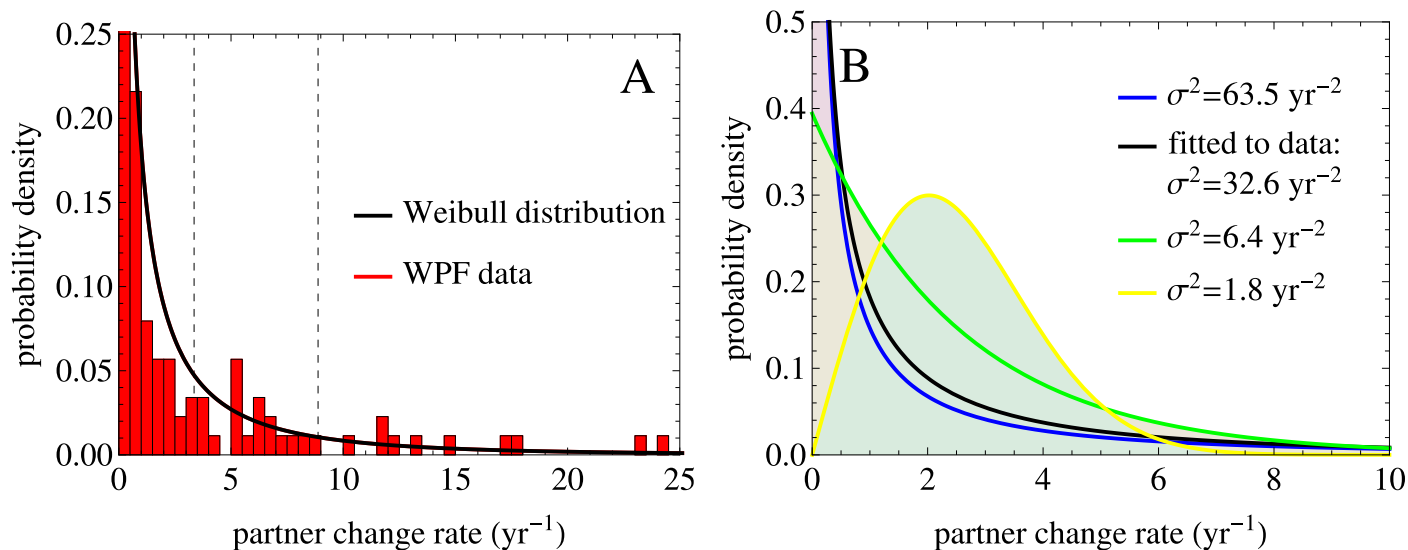 A
0.25
0.20
0.15
0.10
0.05
0.00
probability density
0 5 10 15 20 25
partner change rate (yr⁻¹)
Weibull distribution
WPF data
B
0.5
0.4
0.3
0.2
0.1
0.0
probability density
0 2 4 6 8 10
partner change rate (yr⁻¹)
σ²=63.5 yr⁻²
fitted to data:
σ²=32.6 yr⁻²
σ²=6.4 yr⁻²
σ²=1.8 yr⁻²